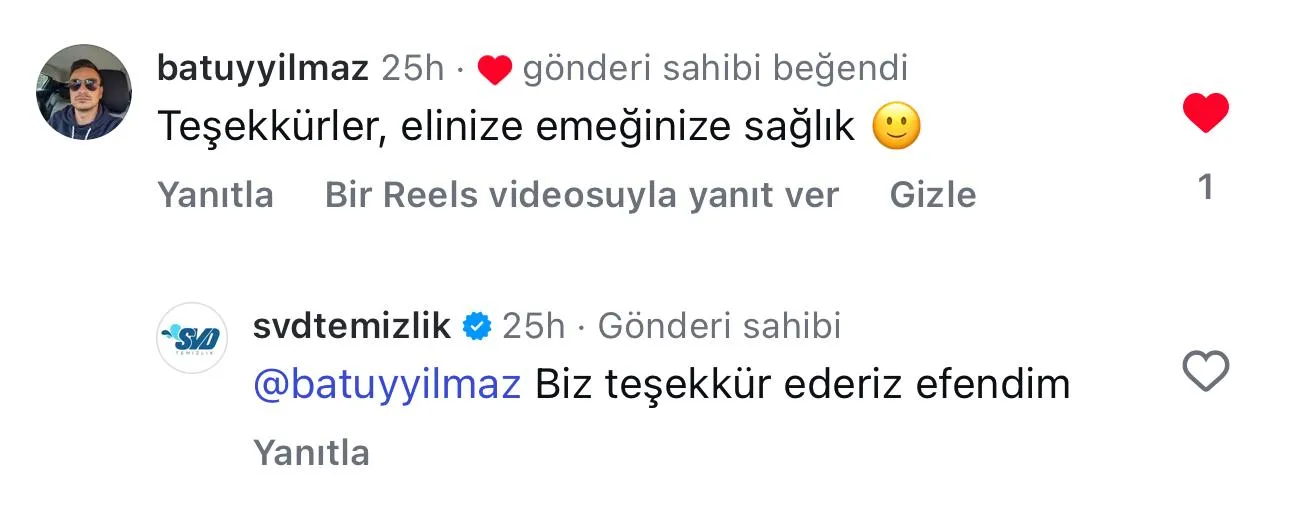 batuyyilmaz 25h · ❤️ gönderi sahibi beğendi
Teşekkürler, elinize emeğinize sağlık 🙂
Yanıtla Bir Reels videosuyla yanıt ver Gizle
1
SVD
TEMİZLİK
svdtemizlik 25h · Gönderi sahibi
@batuyyilmaz Biz teşekkür ederiz efendim
Yanıtla